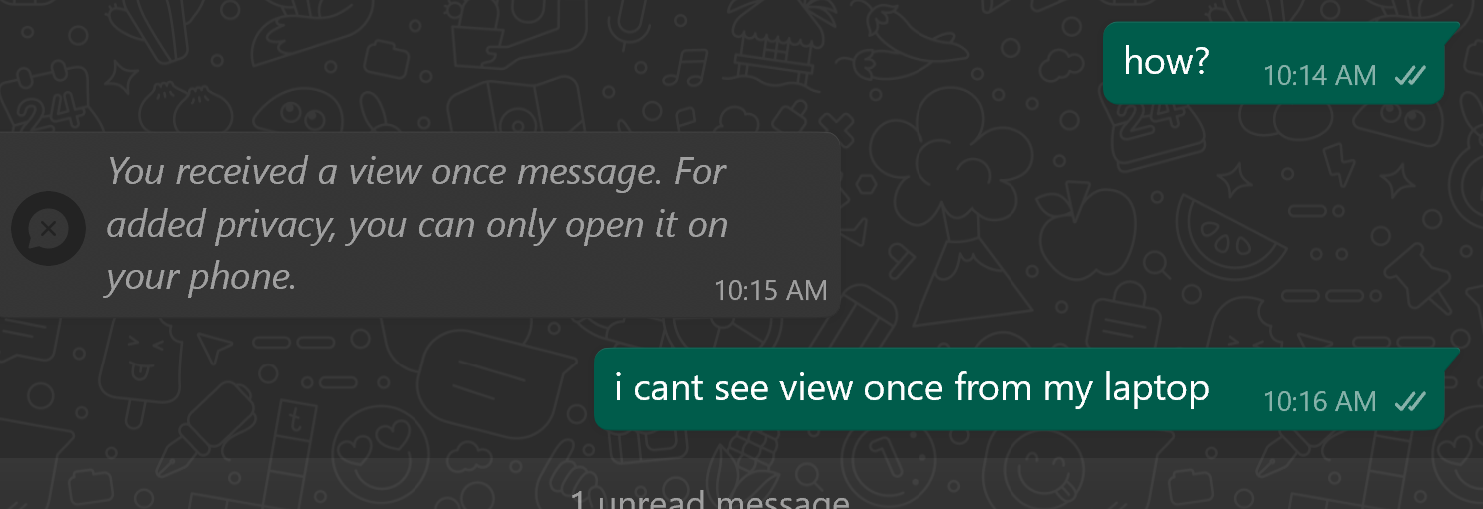 how?
10:14 AM
You received a view once message. For
added privacy, you can only open it on
your phone.
10:15 AM
i cant see view once from my laptop
10:16 AM
1 unread message